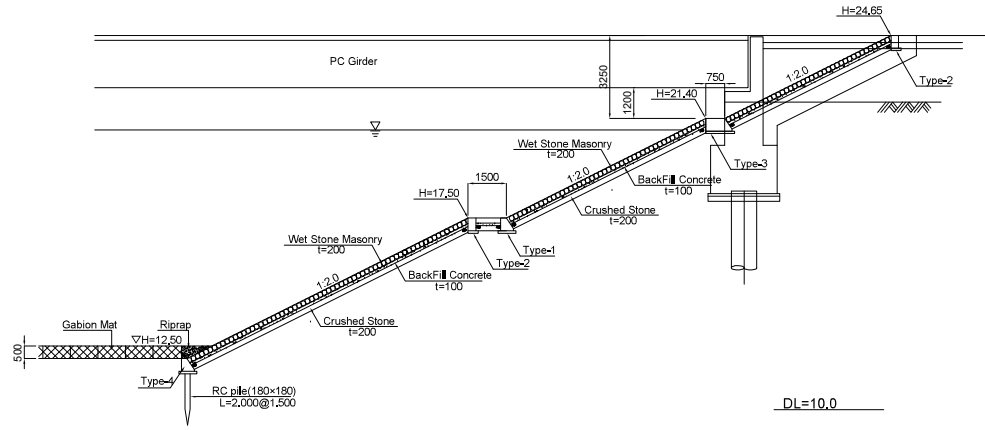 H=24.65
PC Girder
3250
1200
750
1:2.0
Type-2
H=21.40
Wet Stone Masonry
t=200
1:2.0
Type-3
BackFill Concrete
t=100
1500
H=17.50
Crushed Stone
t=200
Wet Stone Masonry
t=200
Type-1
Type-2
1:2.0
BackFill Concrete
t=100
Crushed Stone
t=200
Gabion Mat
Riprap
H=12.50
500
Type-4
RC pile(180×180)
L=2.000@1.500
DL=10.0